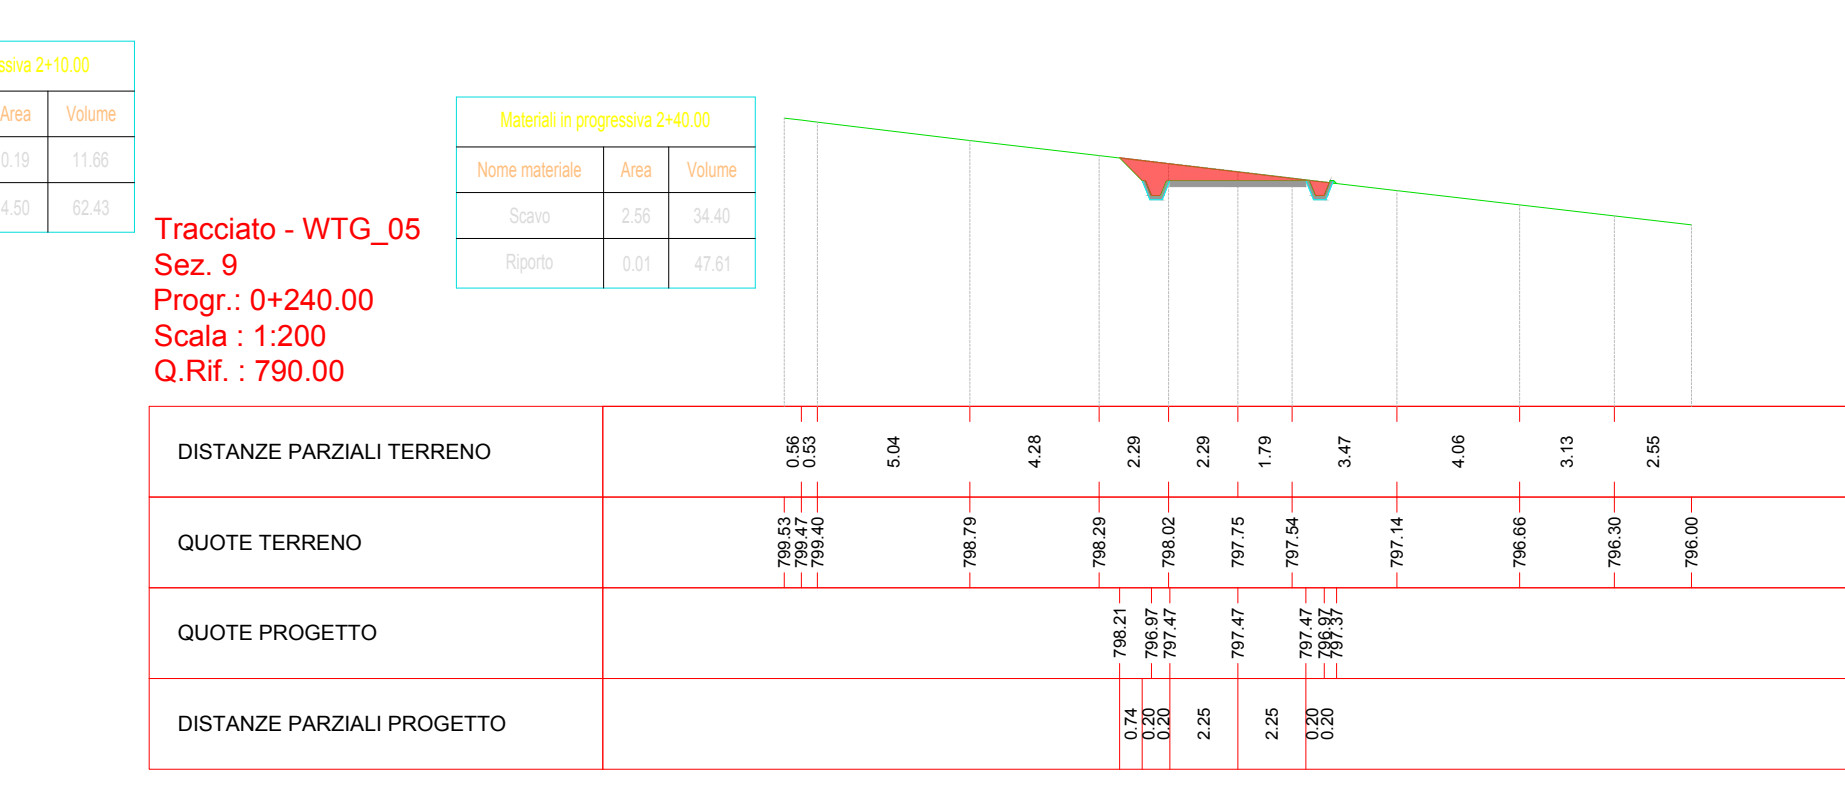 ssiva 2+10.00
Area Volume
0.19 11.66
4.50 62.43
Materiali in progressiva 2+40.00
Nome materiale Area Volume
Scavo 2.56 34.40
Riporto 0.01 47.61
Tracciato - WTG_05
Sez. 9
Progr.: 0+240.00
Scala : 1:200
Q.Rif. : 790.00
DISTANZE PARZIALI TERRENO 0.56 0.53 5.04 4.28 2.29 2.29 1.79 3.47 4.06 3.13 2.55
QUOTE TERRENO 799.53 799.47 799.40 798.79 798.29 798.02 797.75 797.54 797.14 796.66 796.30 796.00
QUOTE PROGETTO 798.21 796.97 797.47 797.47 797.47 796.97 797.37
DISTANZE PARZIALI PROGETTO 0.74 0.20 0.20 2.25 2.25 0.20 0.20